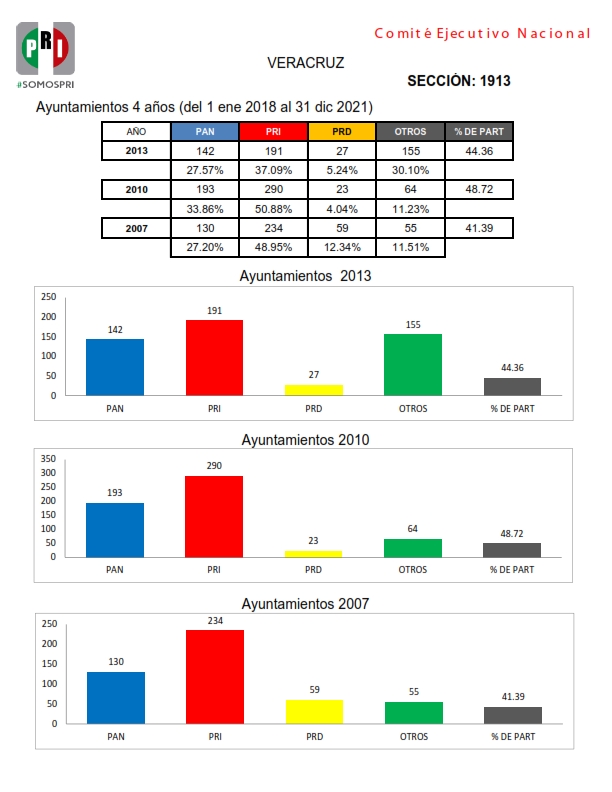 Comité Ejecutivo Nacional
PRI
#SOMOSPRI
VERACRUZ
SECCIÓN: 1913
Ayuntamientos 4 años (del 1 ene 2018 al 31 dic 2021)
AÑO PAN PRI PRD OTROS % DE PART
2013 142 191 27 155 44.36
27.57% 37.09% 5.24% 30.10%
2010 193 290 23 64 48.72
33.86% 50.88% 4.04% 11.23%
2007 130 234 59 55 41.39
27.20% 48.95% 12.34% 11.51%
Ayuntamientos 2013
250
200
150
100
50
0
142
191
27
155
44.36
PAN PRI PRD OTROS % DE PART
Ayuntamientos 2010
350
300
250
200
150
100
50
0
193
290
23
64
48.72
PAN PRI PRD OTROS % DE PART
Ayuntamientos 2007
250
200
150
100
50
0
130
234
59
55
41.39
PAN PRI PRD OTROS % DE PART